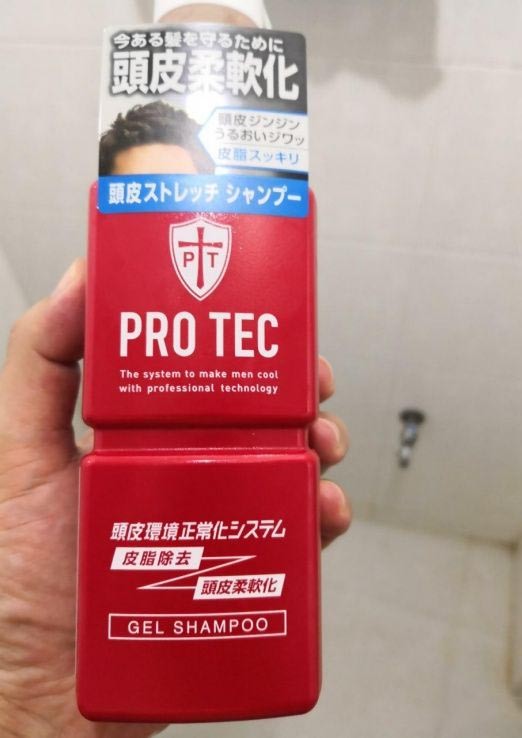 今ある髪を守るために
頭皮柔軟化
頭皮ジンジン
うるおいジワッ
皮脂スッキリ
頭皮ストレッチ シャンプー
P T
PRO TEC
The system to make men cool
with professional technology
頭皮環境正常化システム
皮脂除去
頭皮柔軟化
GEL SHAMPOO